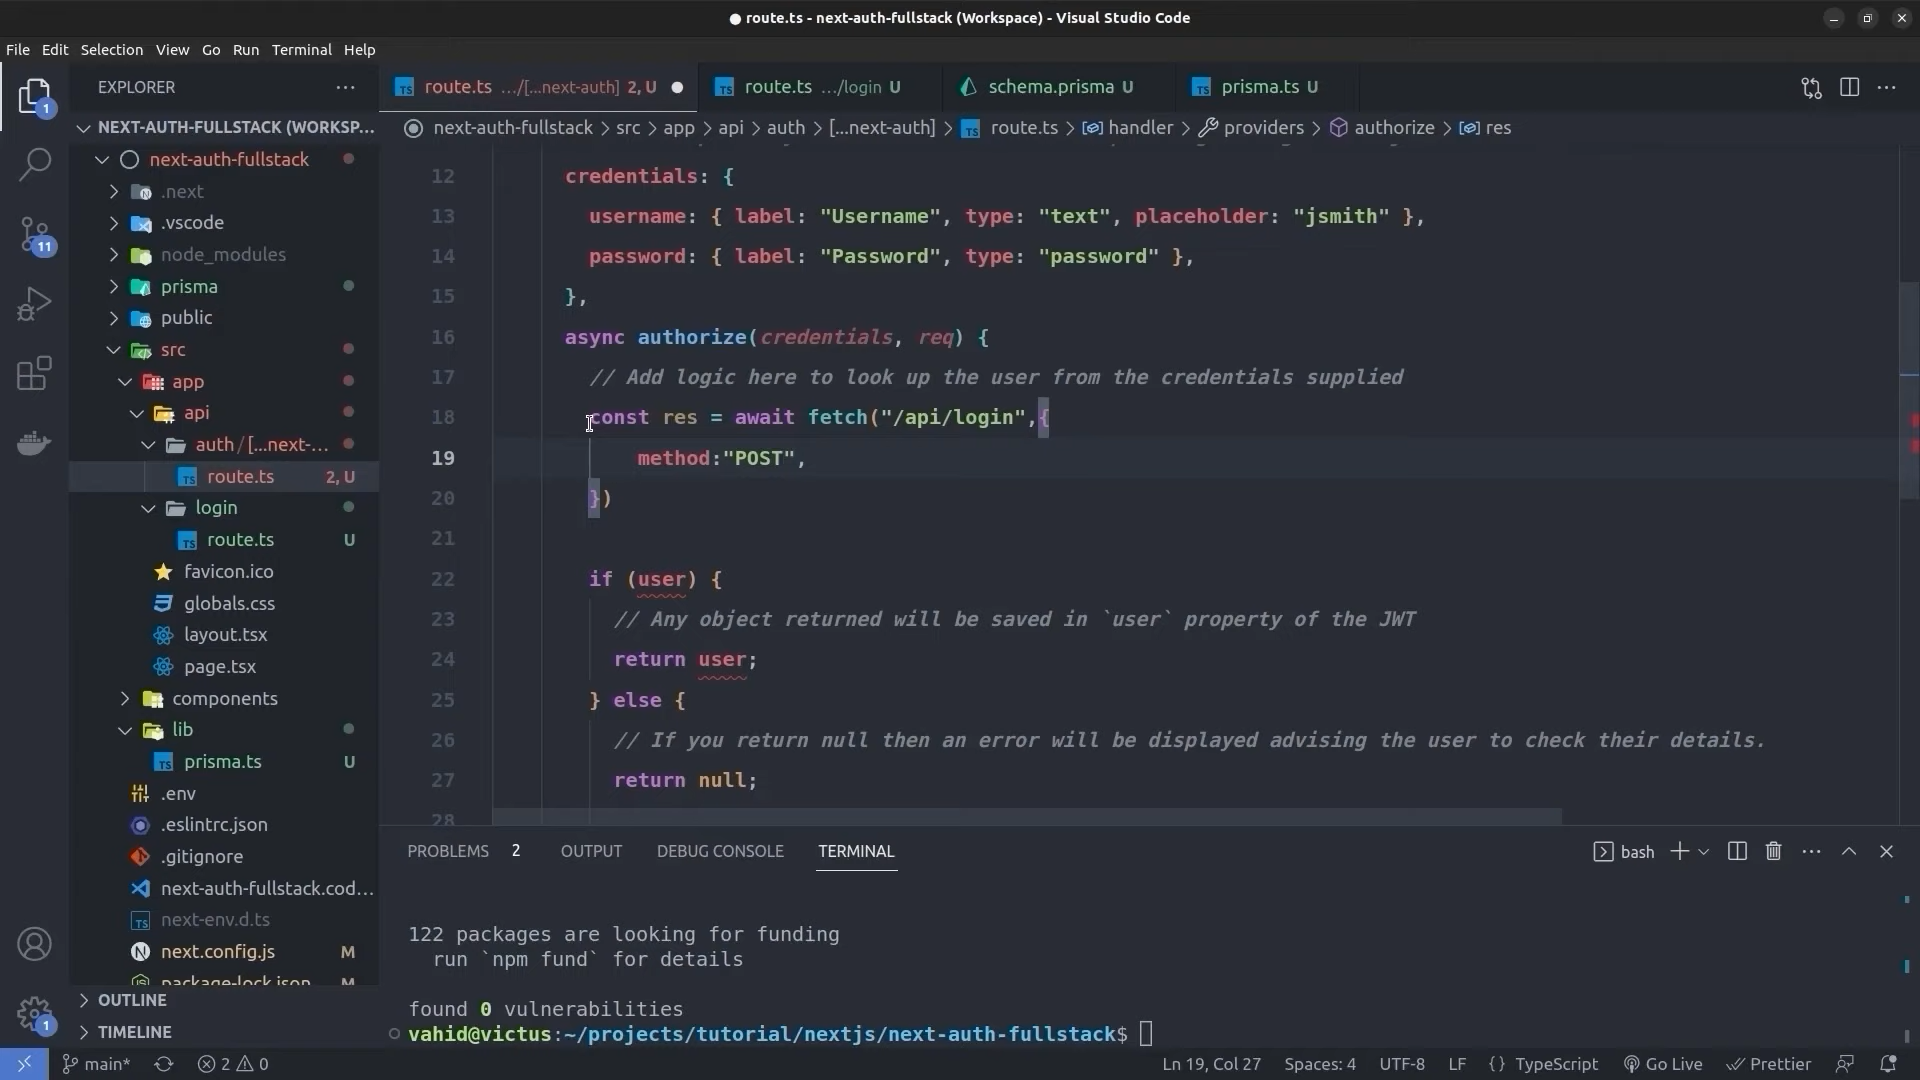 route.ts - next-auth-fullstack (Workspace) - Visual Studio Code
File Edit Selection View Go Run Terminal Help
EXPLORER
NEXT-AUTH-FULLSTACK (WORKSP...
next-auth-fullstack
.next
.vscode
node_modules
prisma
public
src
app
api
auth / [...next-...
route.ts 2, U
login
route.ts U
favicon.ico
globals.css
layout.tsx
page.tsx
components
lib
prisma.ts U
.env
.eslintrc.json
.gitignore
next-auth-fullstack.cod...
next-env.d.ts
next.config.js M
package-lock.json M
OUTLINE
TIMELINE
1
11
1
route.ts .../[...next-auth] 2, U
route.ts .../login U
schema.prisma U
prisma.ts U
next-auth-fullstack > src > app > api > auth > [...next-auth] > route.ts > handler > providers > authorize > res
12 credentials: {
13 username: { label: "Username", type: "text", placeholder: "jsmith" },
14 password: { label: "Password", type: "password" },
15 },
16 async authorize(credentials, req) {
17 // Add logic here to look up the user from the credentials supplied
18 const res = await fetch("/api/login",{
19 method:"POST",
20 })
21
22 if (user) {
23 // Any object returned will be saved in `user` property of the JWT
24 return user;
25 } else {
26 // If you return null then an error will be displayed advising the user to check their details.
27 return null;
28
PROBLEMS 2 OUTPUT DEBUG CONSOLE TERMINAL
bash
122 packages are looking for funding
run `npm fund` for details
found 0 vulnerabilities
vahid@victus:~/projects/tutorial/nextjs/next-auth-fullstack$
main* 2 0 Ln 19, Col 27 Spaces: 4 UTF-8 LF {} TypeScript Go Live Prettier